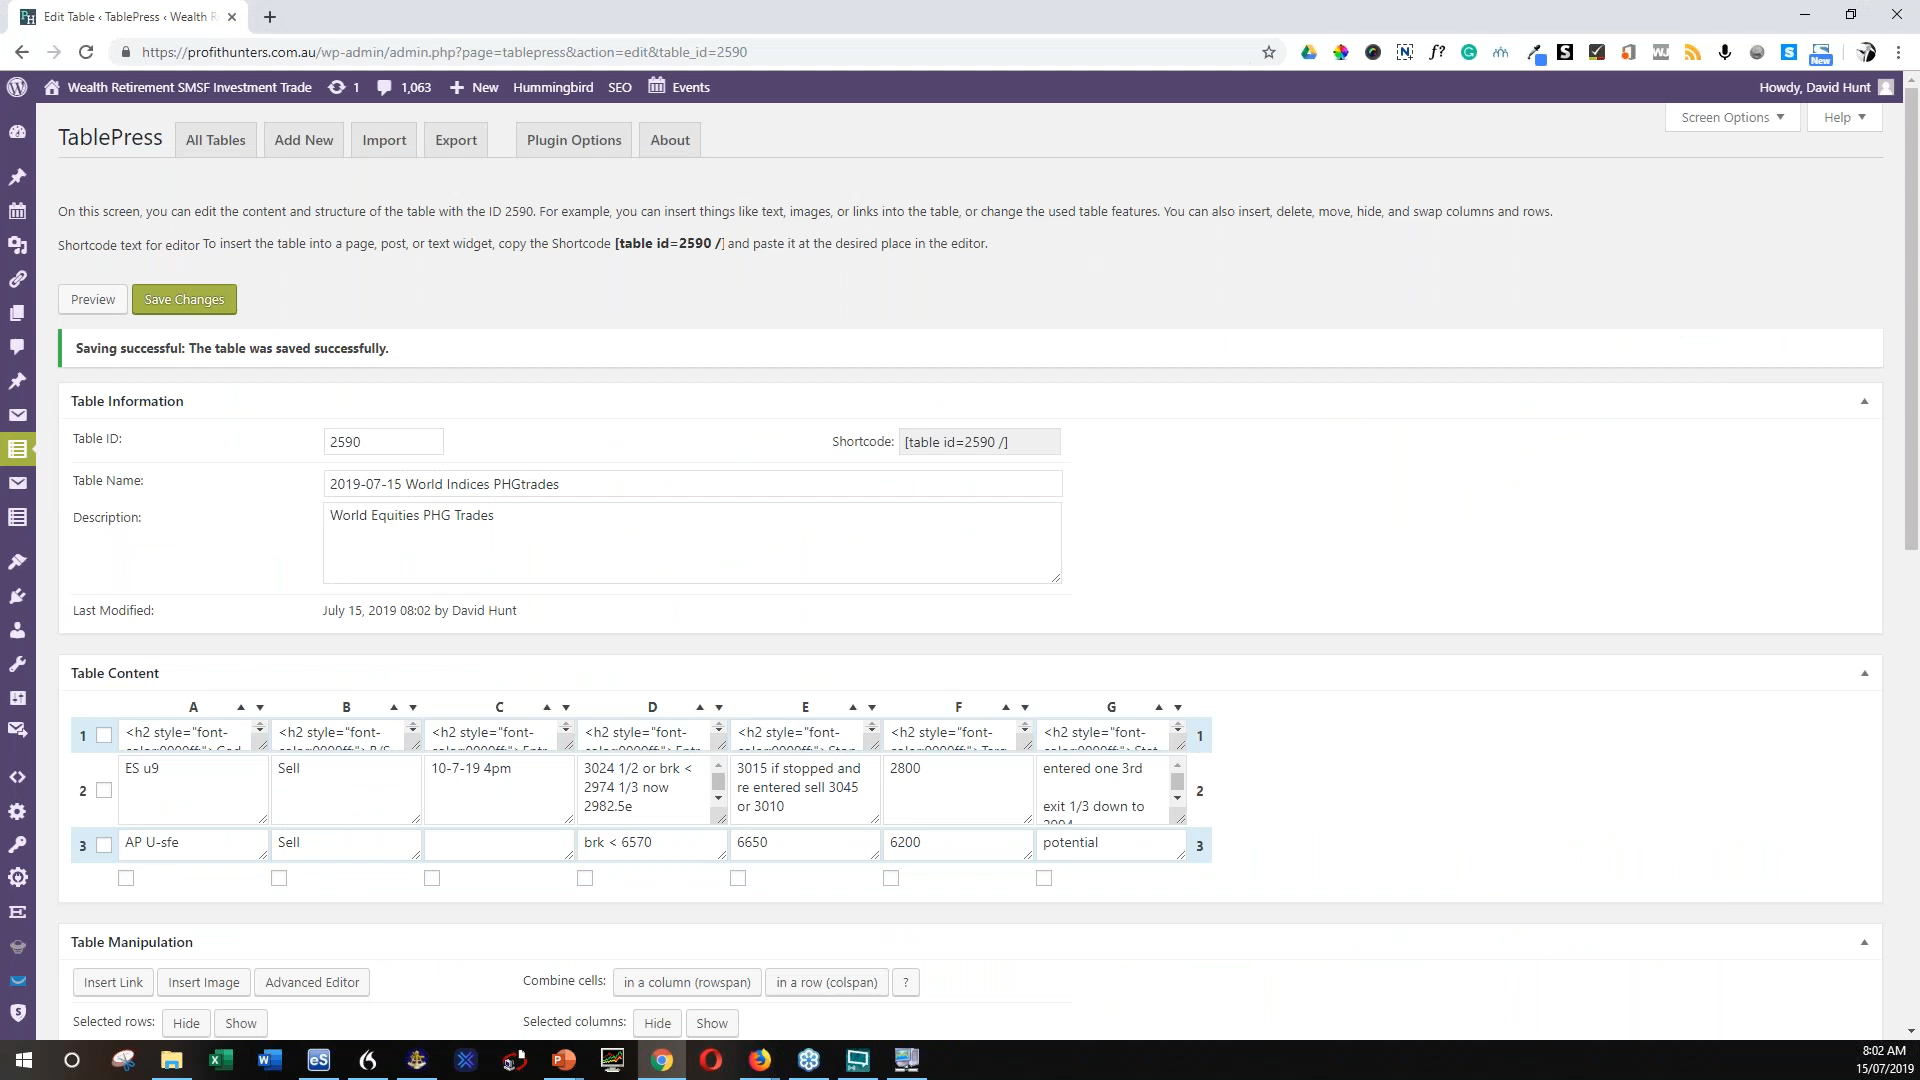 Edit Table ‹ TablePress ‹ Wealth R
https://profithunters.com.au/wp-admin/admin.php?page=tablepress&action=edit&table_id=2590
New
Wealth Retirement SMSF Investment Trade 1 1,063 New Hummingbird SEO Events Howdy, David Hunt
Screen Options Help
TablePress All Tables Add New Import Export Plugin Options About
On this screen, you can edit the content and structure of the table with the ID 2590. For example, you can insert things like text, images, or links into the table, or change the used table features. You can also insert, delete, move, hide, and swap columns and rows.
Shortcode text for editor To insert the table into a page, post, or text widget, copy the Shortcode [table id=2590 /] and paste it at the desired place in the editor.
Preview Save Changes
Saving successful: The table was saved successfully.
Table Information
Table ID: 2590 Shortcode: [table id=2590 /]
Table Name: 2019-07-15 World Indices PHGtrades
Description: World Equities PHG Trades
Last Modified: July 15, 2019 08:02 by David Hunt
Table Content
A B C D E F G
1 <h2 style="font- <h2 style="font- <h2 style="font- <h2 style="font- <h2 style="font- <h2 style="font- <h2 style="font- 1
2 ES u9 Sell 10-7-19 4pm 3024 1/2 or brk < 3015 if stopped and 2800 entered one 3rd 2
2974 1/3 now re entered sell 3045
2982.5e or 3010 exit 1/3 down to
3 AP U-sfe Sell brk < 6570 6650 6200 potential 3
Table Manipulation
Insert Link Insert Image Advanced Editor Combine cells: in a column (rowspan) in a row (colspan) ?
Selected rows: Hide Show Selected columns: Hide Show
8:02 AM
15/07/2019